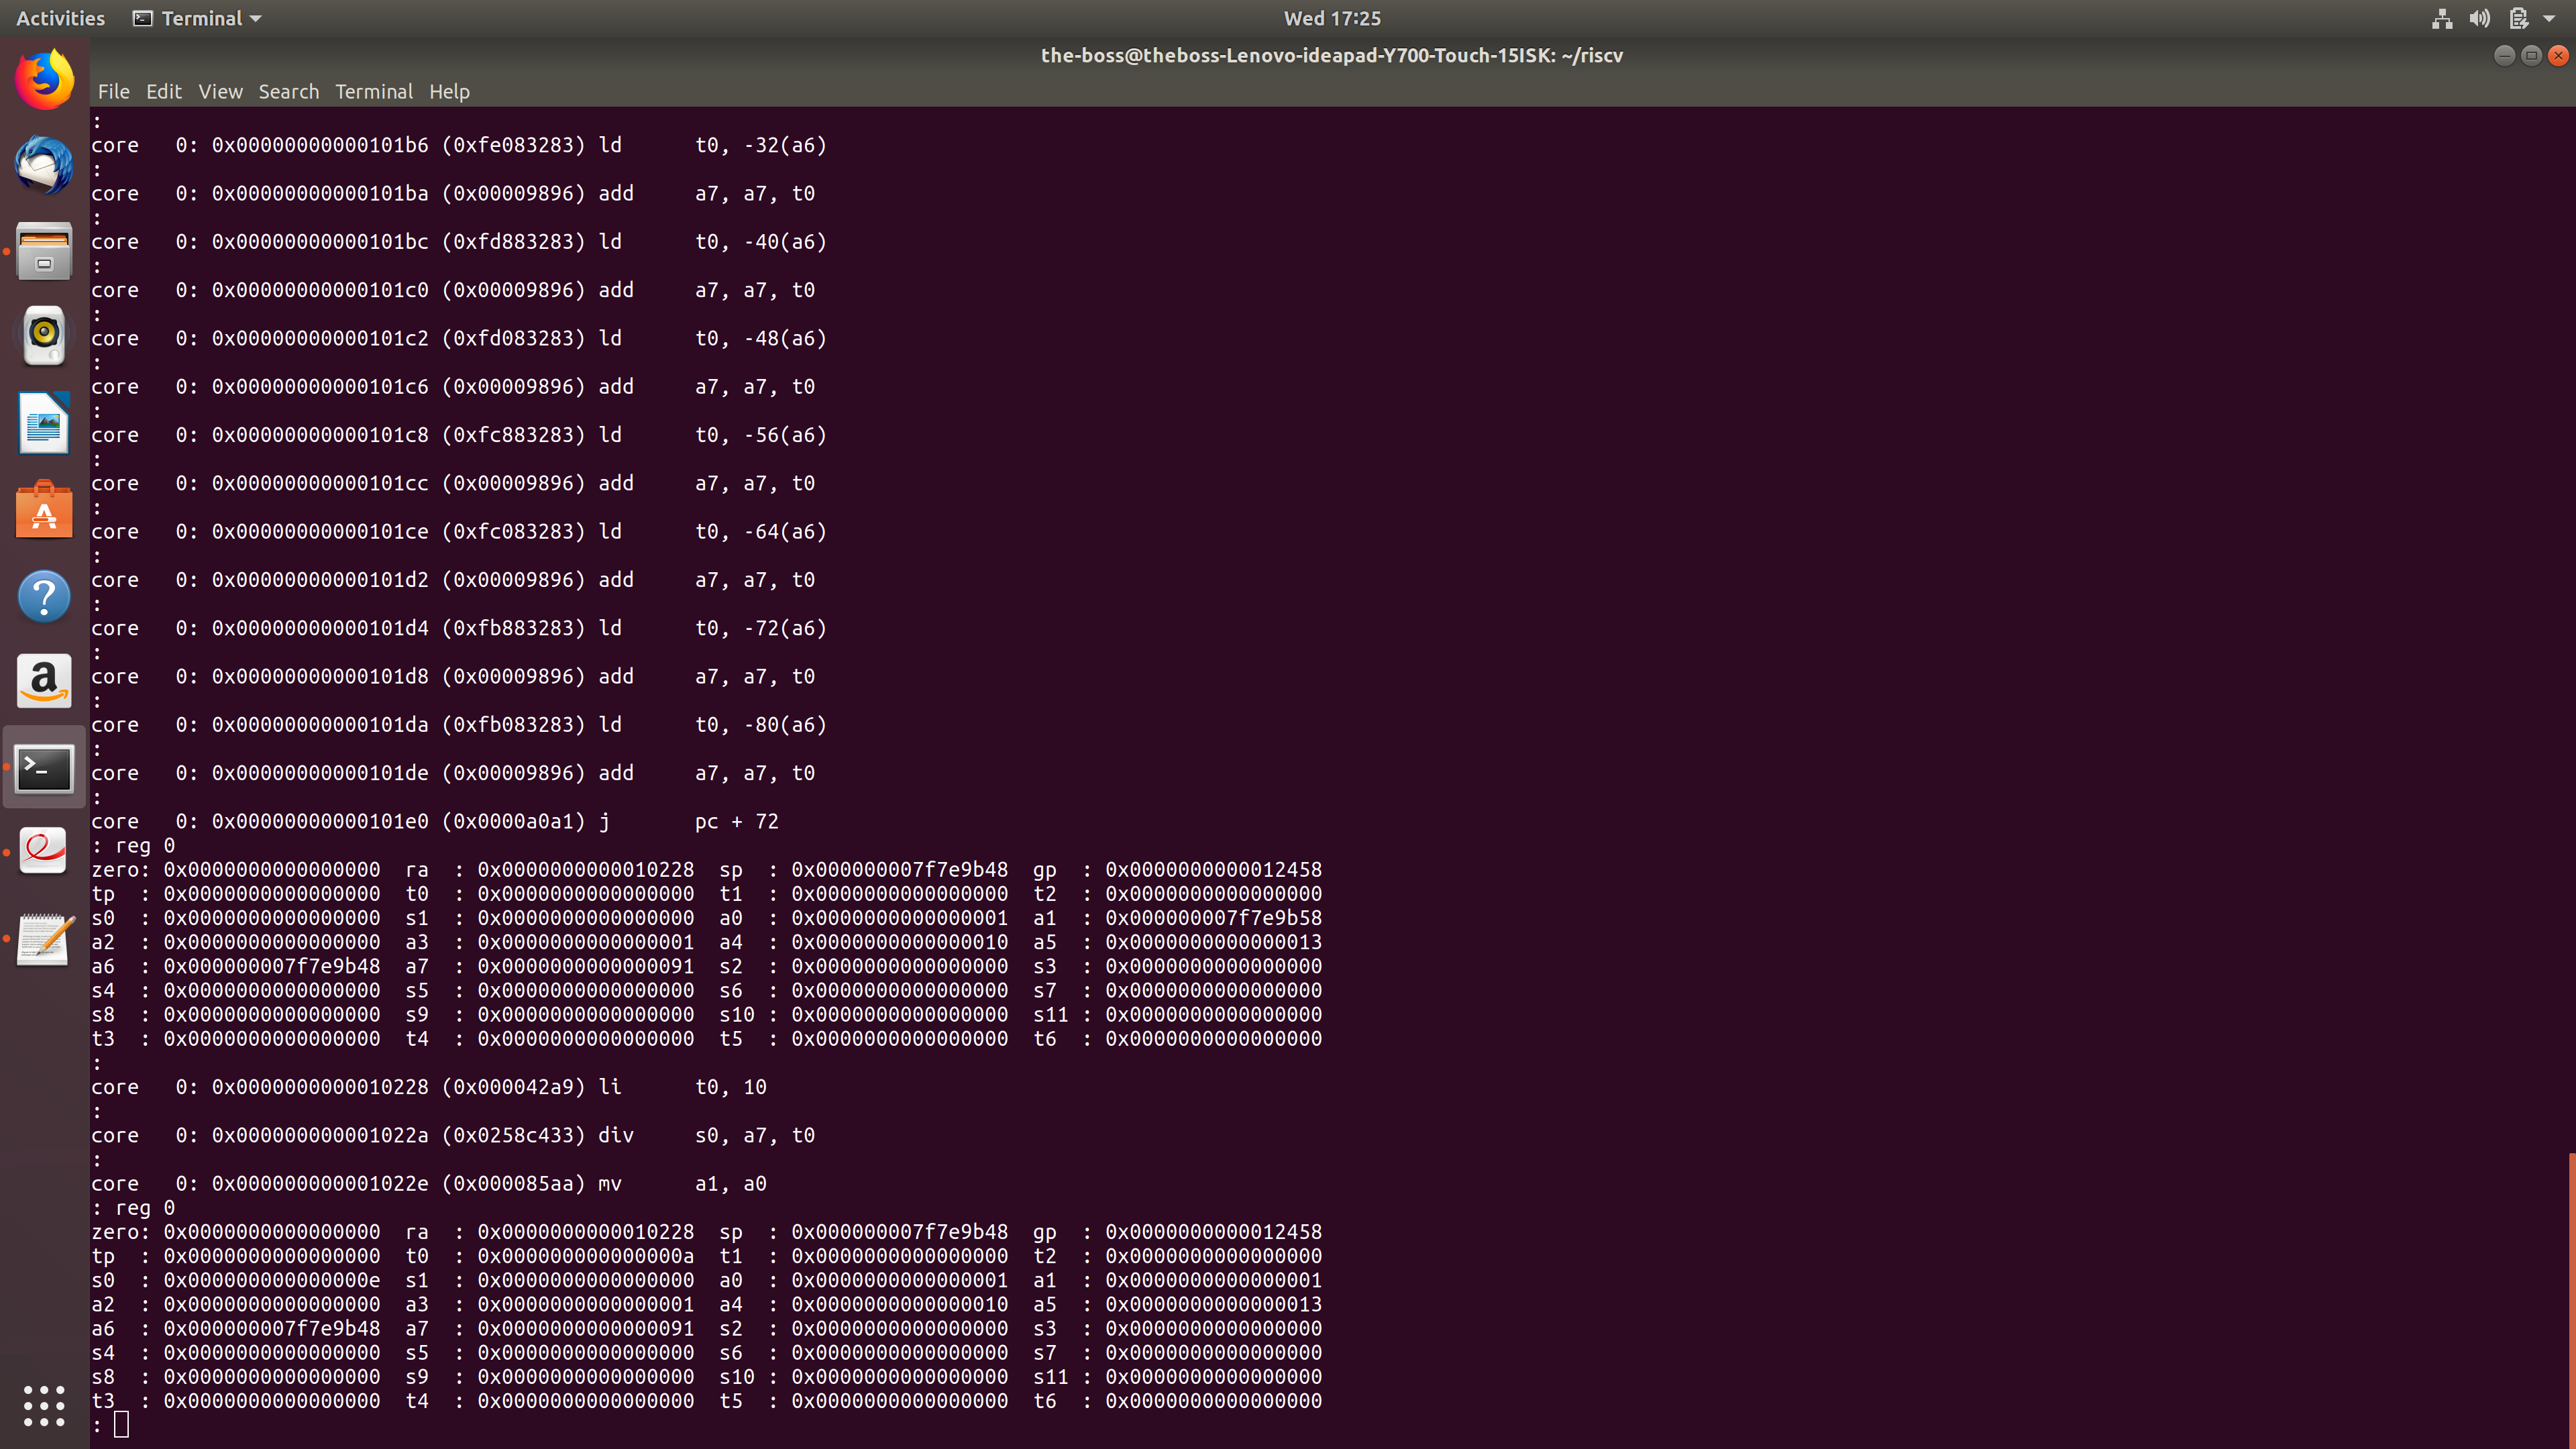 Activities Terminal Wed 17:25
the-boss@theboss-Lenovo-ideapad-Y700-Touch-15ISK: ~/riscv
File Edit View Search Terminal Help
:
core   0: 0x00000000000101b6 (0xfe083283) ld      t0, -32(a6)
:
core   0: 0x00000000000101ba (0x00009896) add     a7, a7, t0
:
core   0: 0x00000000000101bc (0xfd883283) ld      t0, -40(a6)
:
core   0: 0x00000000000101c0 (0x00009896) add     a7, a7, t0
:
core   0: 0x00000000000101c2 (0xfd083283) ld      t0, -48(a6)
:
core   0: 0x00000000000101c6 (0x00009896) add     a7, a7, t0
:
core   0: 0x00000000000101c8 (0xfc883283) ld      t0, -56(a6)
:
core   0: 0x00000000000101cc (0x00009896) add     a7, a7, t0
:
core   0: 0x00000000000101ce (0xfc083283) ld      t0, -64(a6)
:
core   0: 0x00000000000101d2 (0x00009896) add     a7, a7, t0
:
core   0: 0x00000000000101d4 (0xfb883283) ld      t0, -72(a6)
:
core   0: 0x00000000000101d8 (0x00009896) add     a7, a7, t0
:
core   0: 0x00000000000101da (0xfb083283) ld      t0, -80(a6)
:
core   0: 0x00000000000101de (0x00009896) add     a7, a7, t0
:
core   0: 0x00000000000101e0 (0x0000a0a1) j       pc + 72
: reg 0
zero: 0x0000000000000000  ra  : 0x0000000000010228  sp  : 0x000000007f7e9b48  gp  : 0x0000000000012458
tp  : 0x0000000000000000  t0  : 0x0000000000000000  t1  : 0x0000000000000000  t2  : 0x0000000000000000
s0  : 0x0000000000000000  s1  : 0x0000000000000000  a0  : 0x0000000000000001  a1  : 0x000000007f7e9b58
a2  : 0x0000000000000000  a3  : 0x0000000000000001  a4  : 0x0000000000000010  a5  : 0x0000000000000013
a6  : 0x000000007f7e9b48  a7  : 0x0000000000000091  s2  : 0x0000000000000000  s3  : 0x0000000000000000
s4  : 0x0000000000000000  s5  : 0x0000000000000000  s6  : 0x0000000000000000  s7  : 0x0000000000000000
s8  : 0x0000000000000000  s9  : 0x0000000000000000  s10 : 0x0000000000000000  s11 : 0x0000000000000000
t3  : 0x0000000000000000  t4  : 0x0000000000000000  t5  : 0x0000000000000000  t6  : 0x0000000000000000
:
core   0: 0x0000000000010228 (0x000042a9) li      t0, 10
:
core   0: 0x000000000001022a (0x0258c433) div     s0, a7, t0
:
core   0: 0x000000000001022e (0x000085aa) mv      a1, a0
: reg 0
zero: 0x0000000000000000  ra  : 0x0000000000010228  sp  : 0x000000007f7e9b48  gp  : 0x0000000000012458
tp  : 0x0000000000000000  t0  : 0x000000000000000a  t1  : 0x0000000000000000  t2  : 0x0000000000000000
s0  : 0x000000000000000e  s1  : 0x0000000000000000  a0  : 0x0000000000000001  a1  : 0x0000000000000001
a2  : 0x0000000000000000  a3  : 0x0000000000000001  a4  : 0x0000000000000010  a5  : 0x0000000000000013
a6  : 0x000000007f7e9b48  a7  : 0x0000000000000091  s2  : 0x0000000000000000  s3  : 0x0000000000000000
s4  : 0x0000000000000000  s5  : 0x0000000000000000  s6  : 0x0000000000000000  s7  : 0x0000000000000000
s8  : 0x0000000000000000  s9  : 0x0000000000000000  s10 : 0x0000000000000000  s11 : 0x0000000000000000
t3  : 0x0000000000000000  t4  : 0x0000000000000000  t5  : 0x0000000000000000  t6  : 0x0000000000000000
: